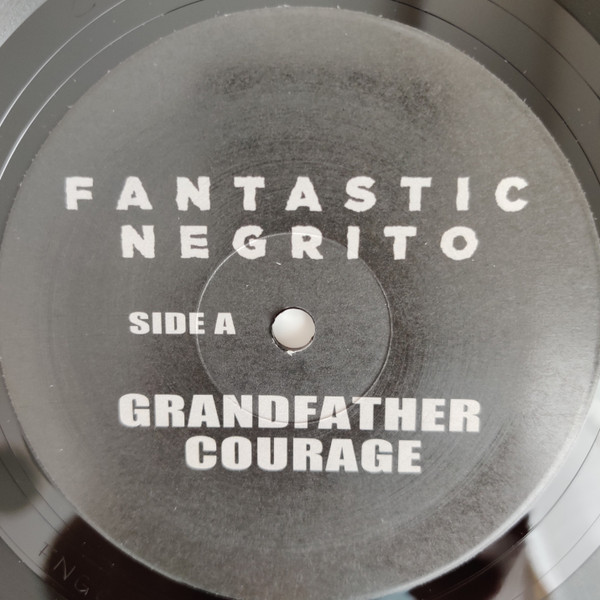 FANTASTIC
NEGRITO
SIDE A
GRANDFATHER
COURAGE